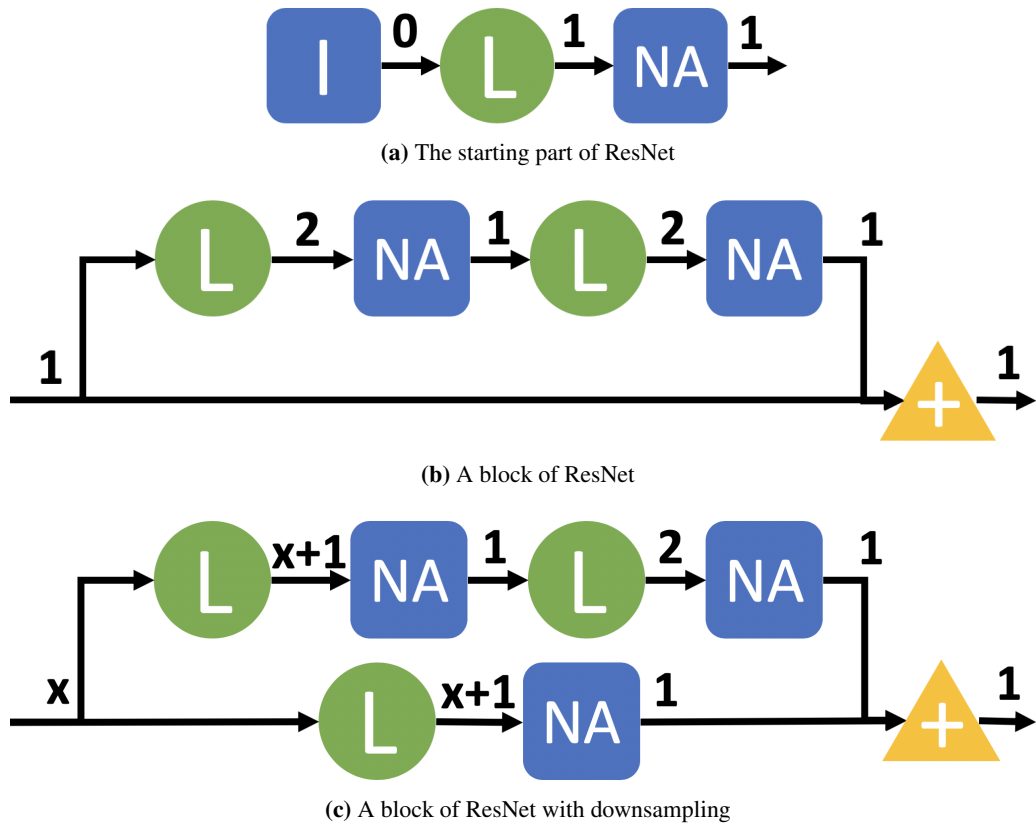 I 0 L 1 NA 1
(a) The starting part of ResNet
L 2 NA 1 L 2 NA 1
1 + 1
(b) A block of ResNet
L x+1 NA 1 L 2 NA 1
x L x+1 NA 1 + 1
(c) A block of ResNet with downsampling